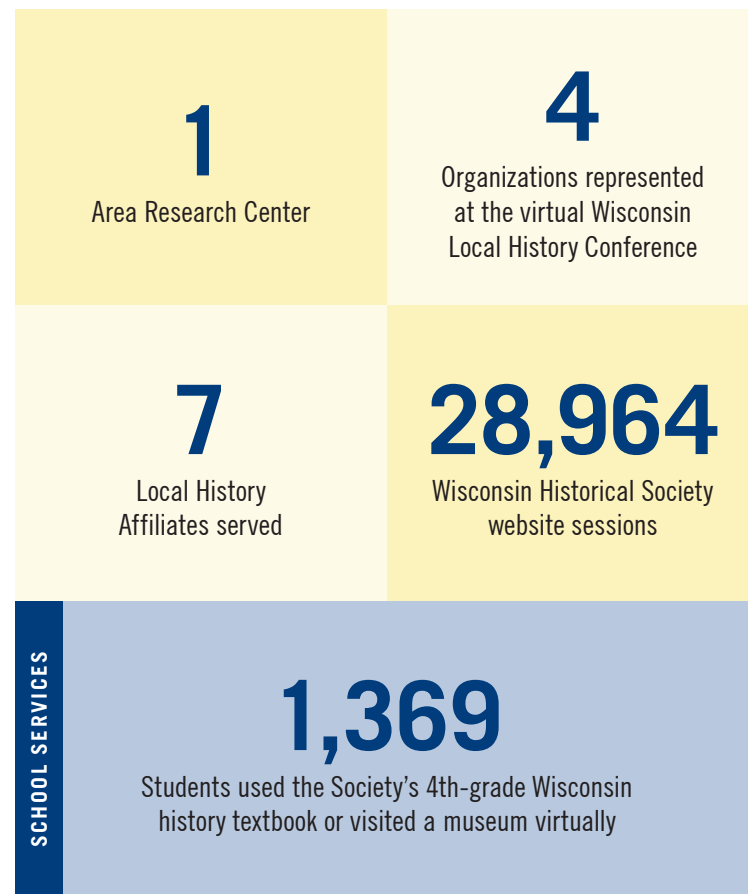 1
Area Research Center
4
Organizations represented
at the virtual Wisconsin
Local History Conference
7
Local History
Affiliates served
28,964
Wisconsin Historical Society
website sessions
SCHOOL SERVICES
1,369
Students used the Society’s 4th-grade Wisconsin
history textbook or visited a museum virtually